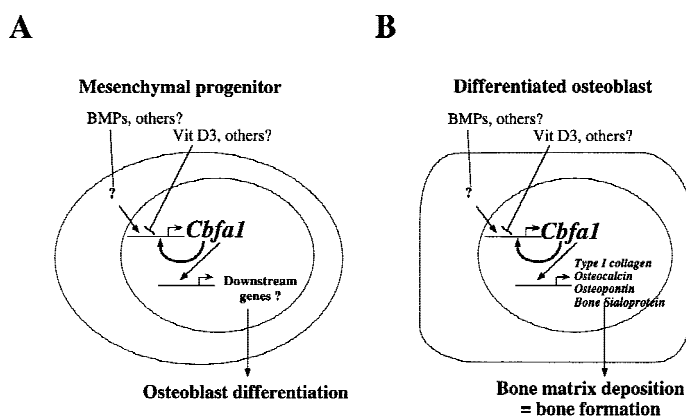 A
Mesenchymal progenitor
BMPs, others?
Vit D3, others?
?
Cbfa1
Downstream
genes ?
Osteoblast differentiation
B
Differentiated osteoblast
BMPs, others?
Vit D3, others?
?
Cbfa1
Type I collagen
Osteocalcin
Osteopontin
Bone Sialoprotein
Bone matrix deposition
= bone formation